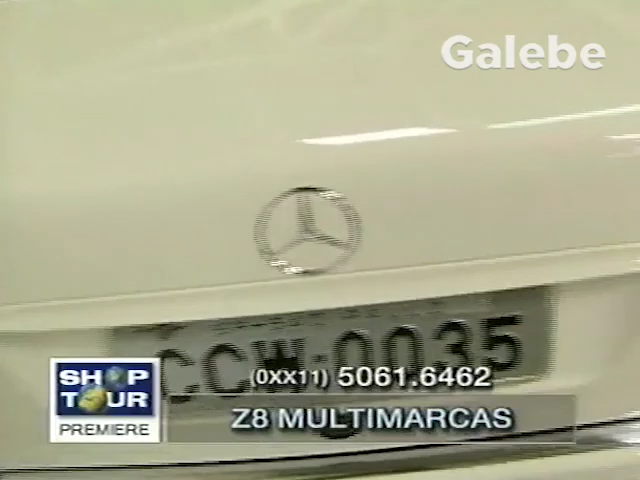 Galebe
CCW-0035
(0XX11) 5061.6462
SHOP
TOUR
PREMIERE
Z8 MULTIMARCAS